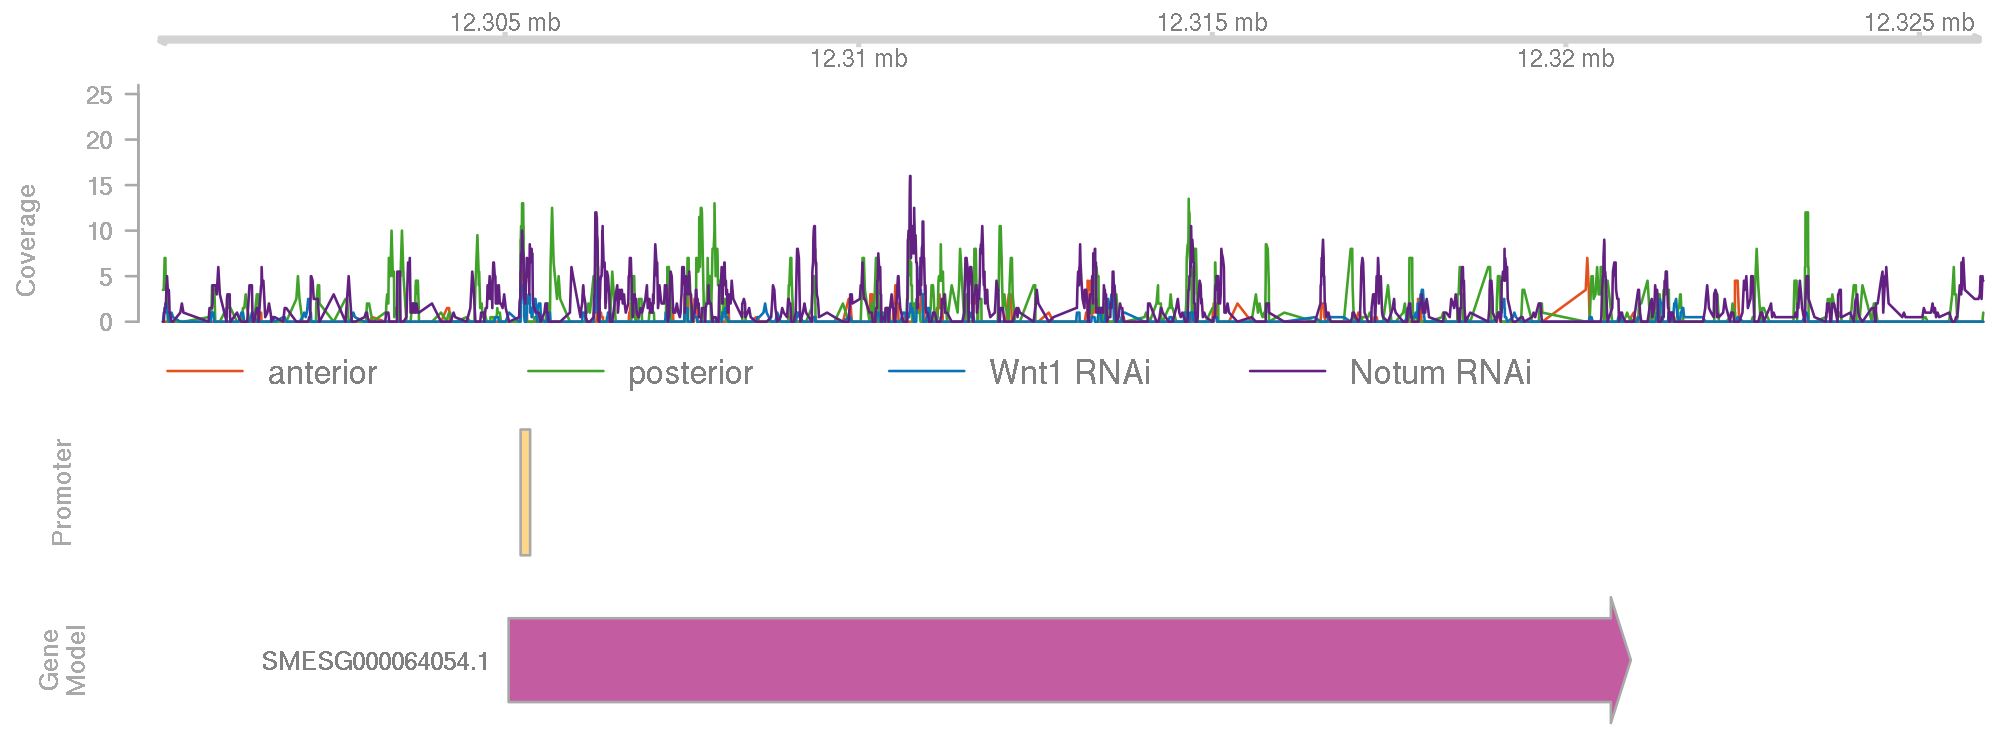 12.305 mb
12.315 mb
12.325 mb
12.31 mb
12.32 mb
Coverage
25
20
15
10
5
0
anterior
posterior
Wnt1 RNAi
Notum RNAi
Promoter
Gene
Model
SMESG000064054.1